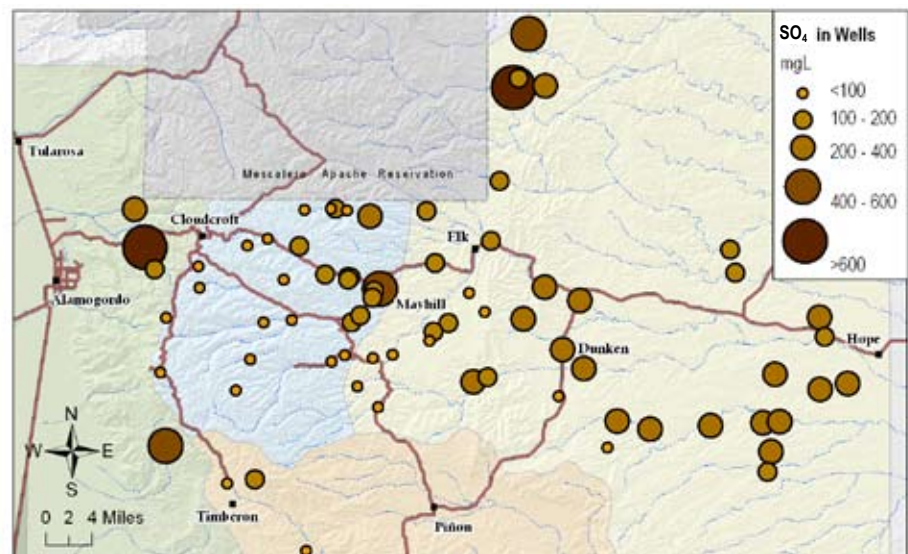 SO₄ in Wells
mgL
<100
100 - 200
200 - 400
400 - 600
>600
Tularosa
Mescalero Apache Reservation
Cloudcroft
Elk
Alamogordo
Mayhill
Dunken
Hope
N
W E
S
0 2 4 Miles
Timberon
Piñon